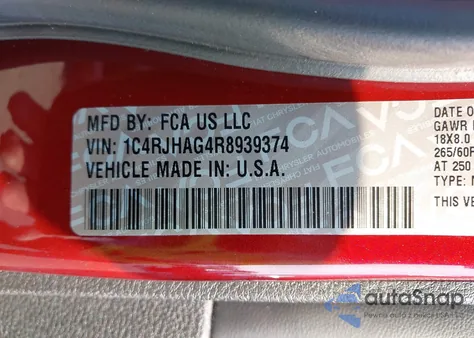 MFD BY: FCA US LLC
VIN: 1C4RJHAG4R8939374
VEHICLE MADE IN: U.S.A.
DATE O
GAWR
18X8.0
265/60R
AT 250
TYPE:
THIS VE
autoSnap